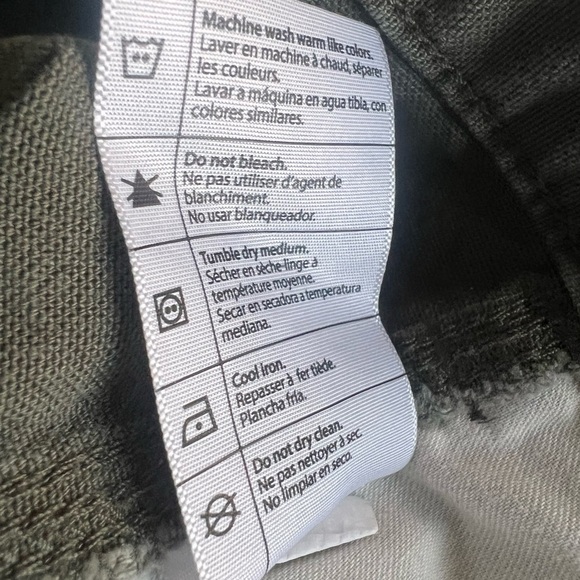 Machine wash warm like colors.
Laver en machine à chaud, séparer
les couleurs.
Lavar a máquina en agua tibla, con
colores similares.
Do not bleach.
Ne pas utiliser d'agent de
blanchiment.
No usar blanqueador.
Tumble dry medium.
Sécher en sèche-linge à
température moyenne.
Secar en secadora a temperatura
mediana.
Cool Iron.
Repasser à fer tiède.
Plancha fria.
Do not dry clean.
Ne pas nettoyer à sec.
No limpiar en seco.